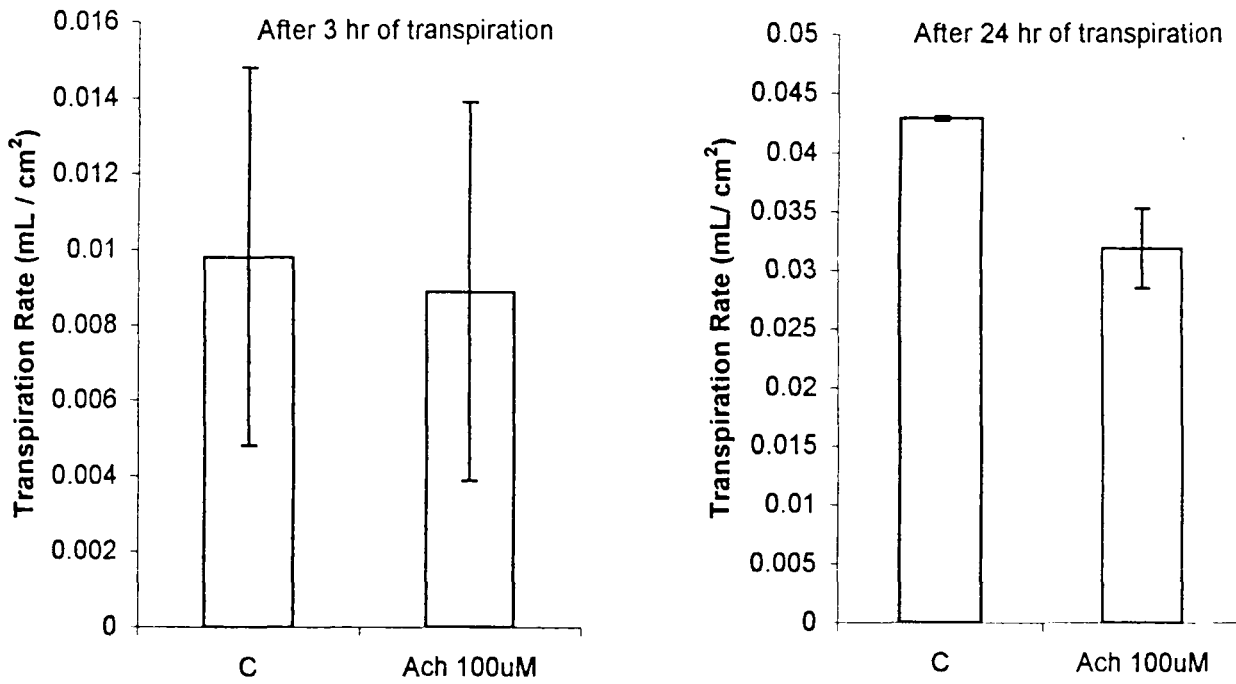 After 3 hr of transpiration
Transpiration Rate (mL / cm²)
0.016
0.014
0.012
0.01
0.008
0.006
0.004
0.002
0
C
Ach 100uM
After 24 hr of transpiration
Transpiration Rate (mL/ cm²)
0.05
0.045
0.04
0.035
0.03
0.025
0.02
0.015
0.01
0.005
0
C
Ach 100uM